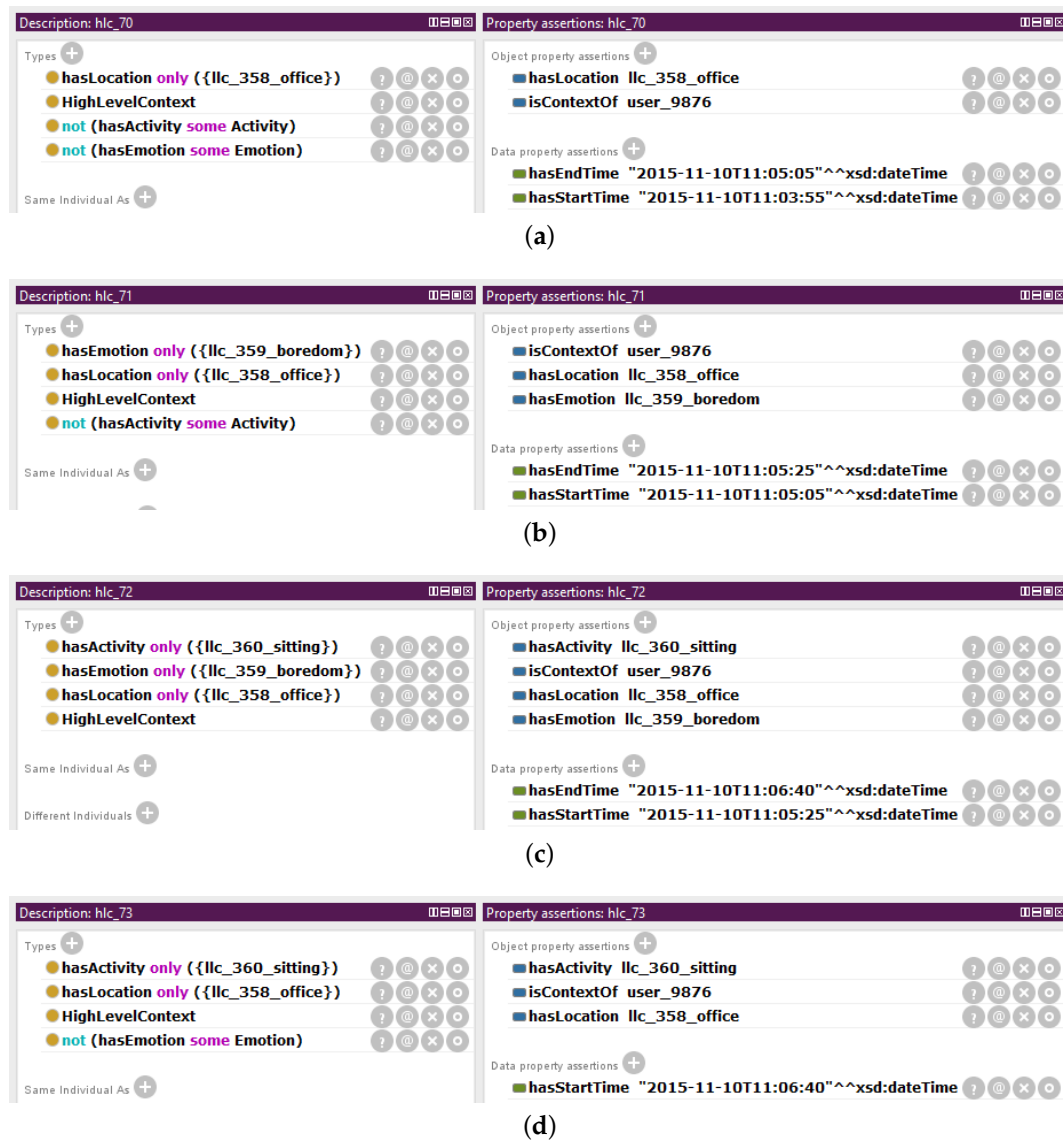 Description: hlc_70
Types
hasLocation only ({llc_358_office})
HighLevelContext
not (hasActivity some Activity)
not (hasEmotion some Emotion)
Same Individual As
Property assertions: hlc_70
Object property assertions
hasLocation llc_358_office
isContextOf user_9876
Data property assertions
hasEndTime "2015-11-10T11:05:05"^^xsd:dateTime
hasStartTime "2015-11-10T11:03:55"^^xsd:dateTime
(a)
Description: hlc_71
Types
hasEmotion only ({llc_359_boredom})
hasLocation only ({llc_358_office})
HighLevelContext
not (hasActivity some Activity)
Same Individual As
Property assertions: hlc_71
Object property assertions
isContextOf user_9876
hasLocation llc_358_office
hasEmotion llc_359_boredom
Data property assertions
hasEndTime "2015-11-10T11:05:25"^^xsd:dateTime
hasStartTime "2015-11-10T11:05:05"^^xsd:dateTime
(b)
Description: hlc_72
Types
hasActivity only ({llc_360_sitting})
hasEmotion only ({llc_359_boredom})
hasLocation only ({llc_358_office})
HighLevelContext
Same Individual As
Different Individuals
Property assertions: hlc_72
Object property assertions
hasActivity llc_360_sitting
isContextOf user_9876
hasLocation llc_358_office
hasEmotion llc_359_boredom
Data property assertions
hasEndTime "2015-11-10T11:06:40"^^xsd:dateTime
hasStartTime "2015-11-10T11:05:25"^^xsd:dateTime
(c)
Description: hlc_73
Types
hasActivity only ({llc_360_sitting})
hasLocation only ({llc_358_office})
HighLevelContext
not (hasEmotion some Emotion)
Same Individual As
Property assertions: hlc_73
Object property assertions
hasActivity llc_360_sitting
isContextOf user_9876
hasLocation llc_358_office
Data property assertions
hasStartTime "2015-11-10T11:06:40"^^xsd:dateTime
(d)